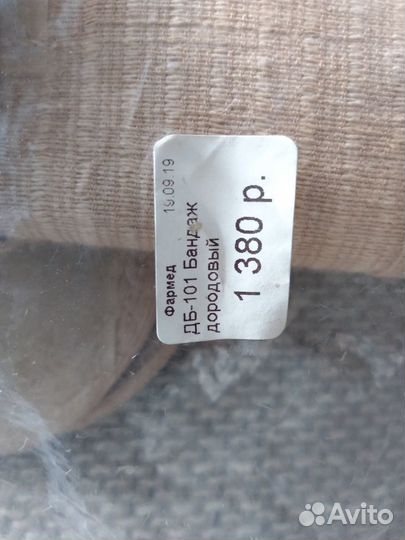 Фармед 19.09.19
ДБ-101 Бандаж
дородовый
1 380 р.
Avito